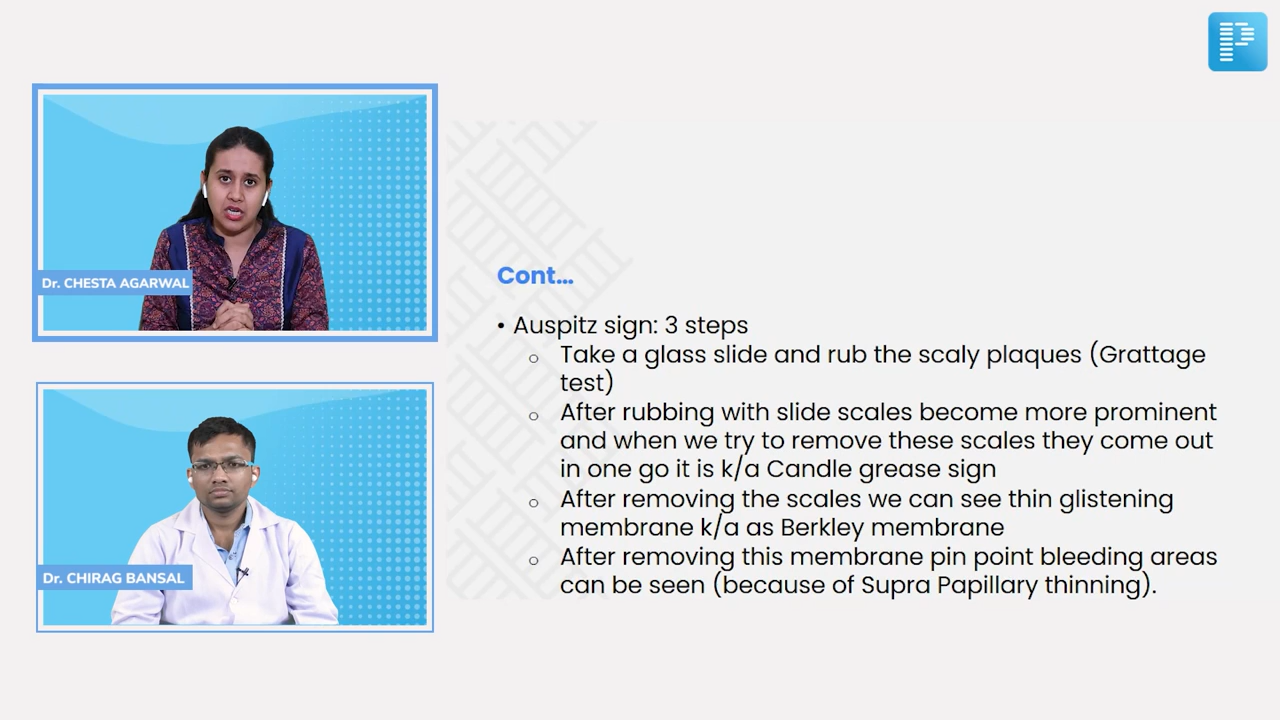 Dr. CHESTA AGARWAL
Dr. CHIRAG BANSAL
Cont...
• Auspitz sign: 3 steps
o Take a glass slide and rub the scaly plaques (Grattage
test)
o After rubbing with slide scales become more prominent
and when we try to remove these scales they come out
in one go it is k/a Candle grease sign
o After removing the scales we can see thin glistening
membrane k/a as Berkley membrane
o After removing this membrane pin point bleeding areas
can be seen (because of Supra Papillary thinning).